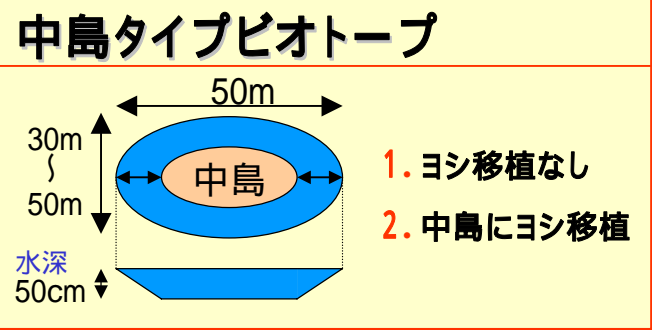 中島タイプビオトープ
50m
30m
〜
50m
中島
水深
50cm
1. ヨシ移植なし
2. 中島にヨシ移植